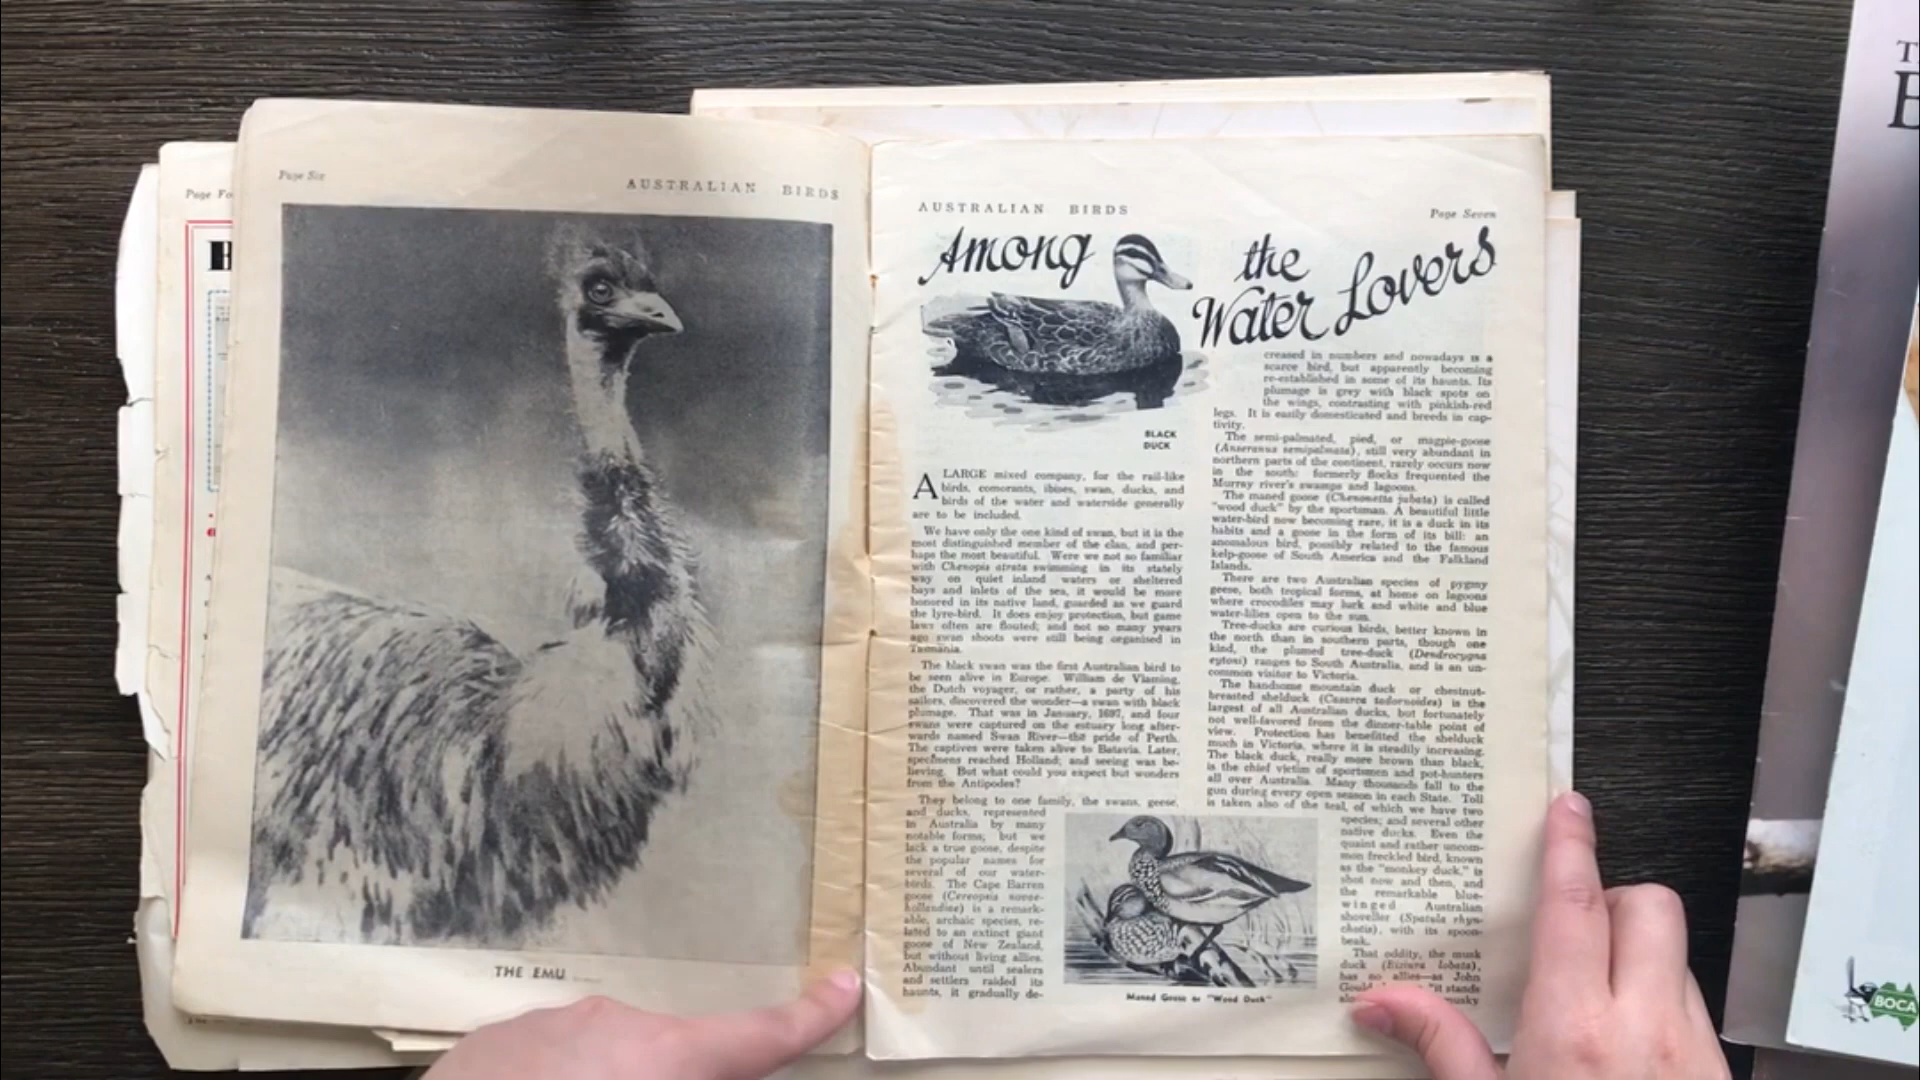 Page Six
AUSTRALIAN BIRDS
THE EMU
Page Fo
AUSTRALIAN BIRDS
Page Seven
Among the
Water Lovers
BLACK
DUCK
A LARGE mixed company, for the rail-like
birds, comorants, ibises, swan, ducks, and
birds of the water and waterside generally
are to be included.
We have only the one kind of swan, but it is the
most distinguished member of the clan, and per-
haps the most beautiful. Were we not so familiar
with Chenopis atrata swimming in its stately
way on quiet inland waters or sheltered
bays and inlets of the sea, it would be more
honored in its native land, guarded as we guard
the lyre-bird. It does enjoy protection, but game
laws often are flouted; and not so many years
ago swan shoots were still being organised in
Tasmania.
The black swan was the first Australian bird to
be seen alive in Europe. William de Vlaming,
the Dutch voyager, or rather, a party of his
sailors, discovered the wonder—a swan with black
plumage. That was in January, 1697, and four
swans were captured on the estuary long after-
wards named Swan River—the pride of Perth.
The captives were taken alive to Batavia. Later,
specimens reached Holland; and seeing was be-
lieving. But what could you expect but wonders
from the Antipodes?
They belong to one family, the swans, geese,
and ducks, represented
in Australia by many
notable forms; but we
lack a true goose, despite
the popular names for
several of our water-
birds. The Cape Barren
goose (Cereopsis novae-
hollandiae) is a remark-
able, archaic species, re-
lated to an extinct giant
goose of New Zealand,
but without living allies.
Abundant until sealers
and settlers raided its
haunts, it gradually de-
creased in numbers and nowadays is a
scarce bird, but apparently becoming
re-established in some of its haunts. Its
plumage is grey with black spots on
the wings, contrasting with pinkish-red
legs. It is easily domesticated and breeds in cap-
tivity.
The semi-palmated, pied, or magpie-goose
(Anseranus semipalmata), still very abundant in
northern parts of the continent, rarely occurs now
in the south: formerly flocks frequented the
Murray river's swamps and lagoons.
The maned goose (Chenonetta jubata) is called
"wood duck" by the sportsman. A beautiful little
water-bird now becoming rare, it is a duck in its
habits and a goose in the form of its bill: an
anomalous bird, possibly related to the famous
kelp-goose of South America and the Falkland
Islands.
There are two Australian species of pygmy
geese, both tropical forms, at home on lagoons
where crocodiles may lurk and white and blue
water-lilies open to the sun.
Tree-ducks are curious birds, better known in
the north than in southern parts, though one
kind, the plumed tree-duck (Dendrocygna
eytoni) ranges to South Australia, and is an un-
common visitor to Victoria.
The handsome mountain duck or chestnut-
breasted shelduck (Casarca tadornoides) is the
largest of all Australian ducks, but fortunately
not well-favored from the dinner-table point of
view. Protection has benefitted the shelduck
much in Victoria, where it is steadily increasing.
The black duck, really more brown than black,
is the chief victim of sportsmen and pot-hunters
all over Australia. Many thousands fall to the
gun during every open season in each State. Toll
is taken also of the teal, of which we have two
species; and several other
native ducks. Even the
quaint and rather uncom-
mon freckled bird, known
as the "monkey duck," is
shot now and then, and
the remarkable blue-
winged Australian
shoveller (Spatula rhyn-
chotis), with its spoon-
beak.
That oddity, the musk
duck (Biziura lobata),
has no allies—as John
Gould "it stands
musky
Maned Goose or "Wood Duck"
BOCA